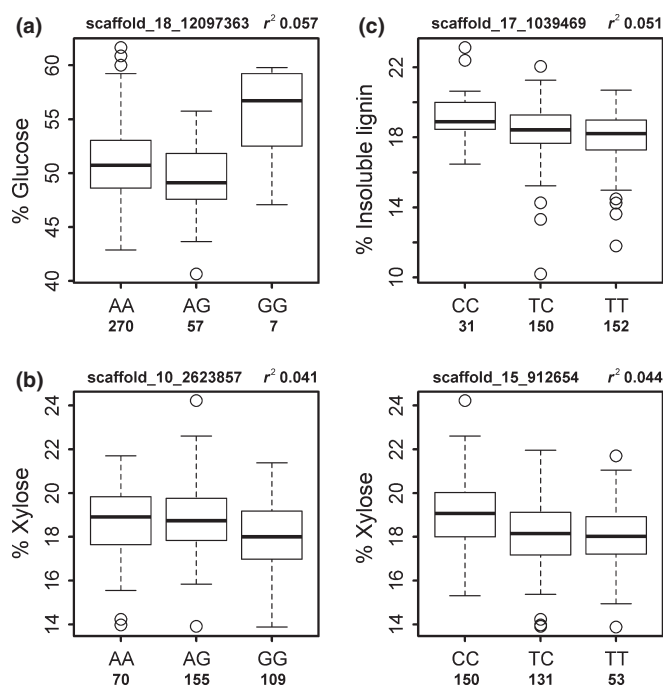 (a) scaffold_18_12097363 r² 0.057
% Glucose
60
55
50
45
40
AA AG GG
270 57 7
(c) scaffold_17_1039469 r² 0.051
% Insoluble lignin
22
18
14
10
CC TC TT
31 150 152
(b) scaffold_10_2623857 r² 0.041
% Xylose
24
22
20
18
16
14
AA AG GG
70 155 109
scaffold_15_912654 r² 0.044
% Xylose
24
22
20
18
16
14
CC TC TT
150 131 53